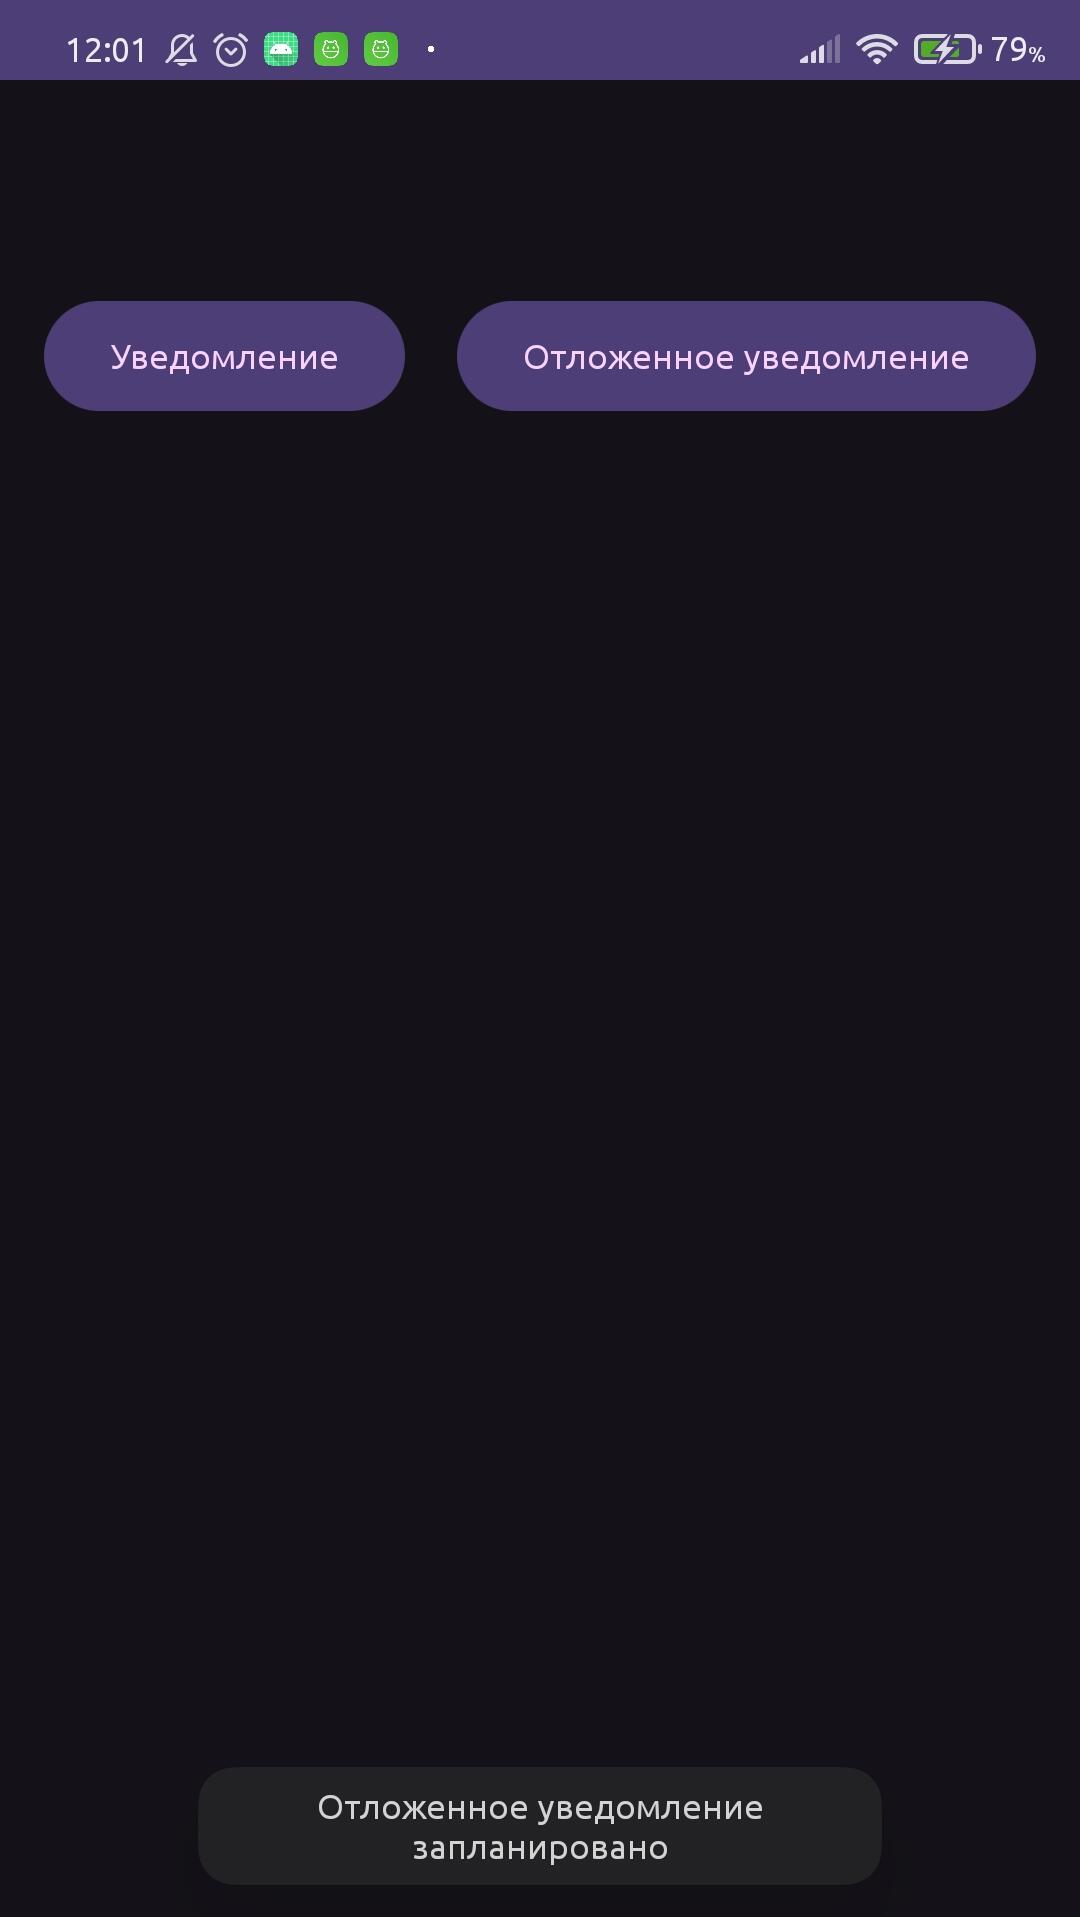 12:01 79%
Уведомление Отложенное уведомление
Отложенное уведомление
запланировано